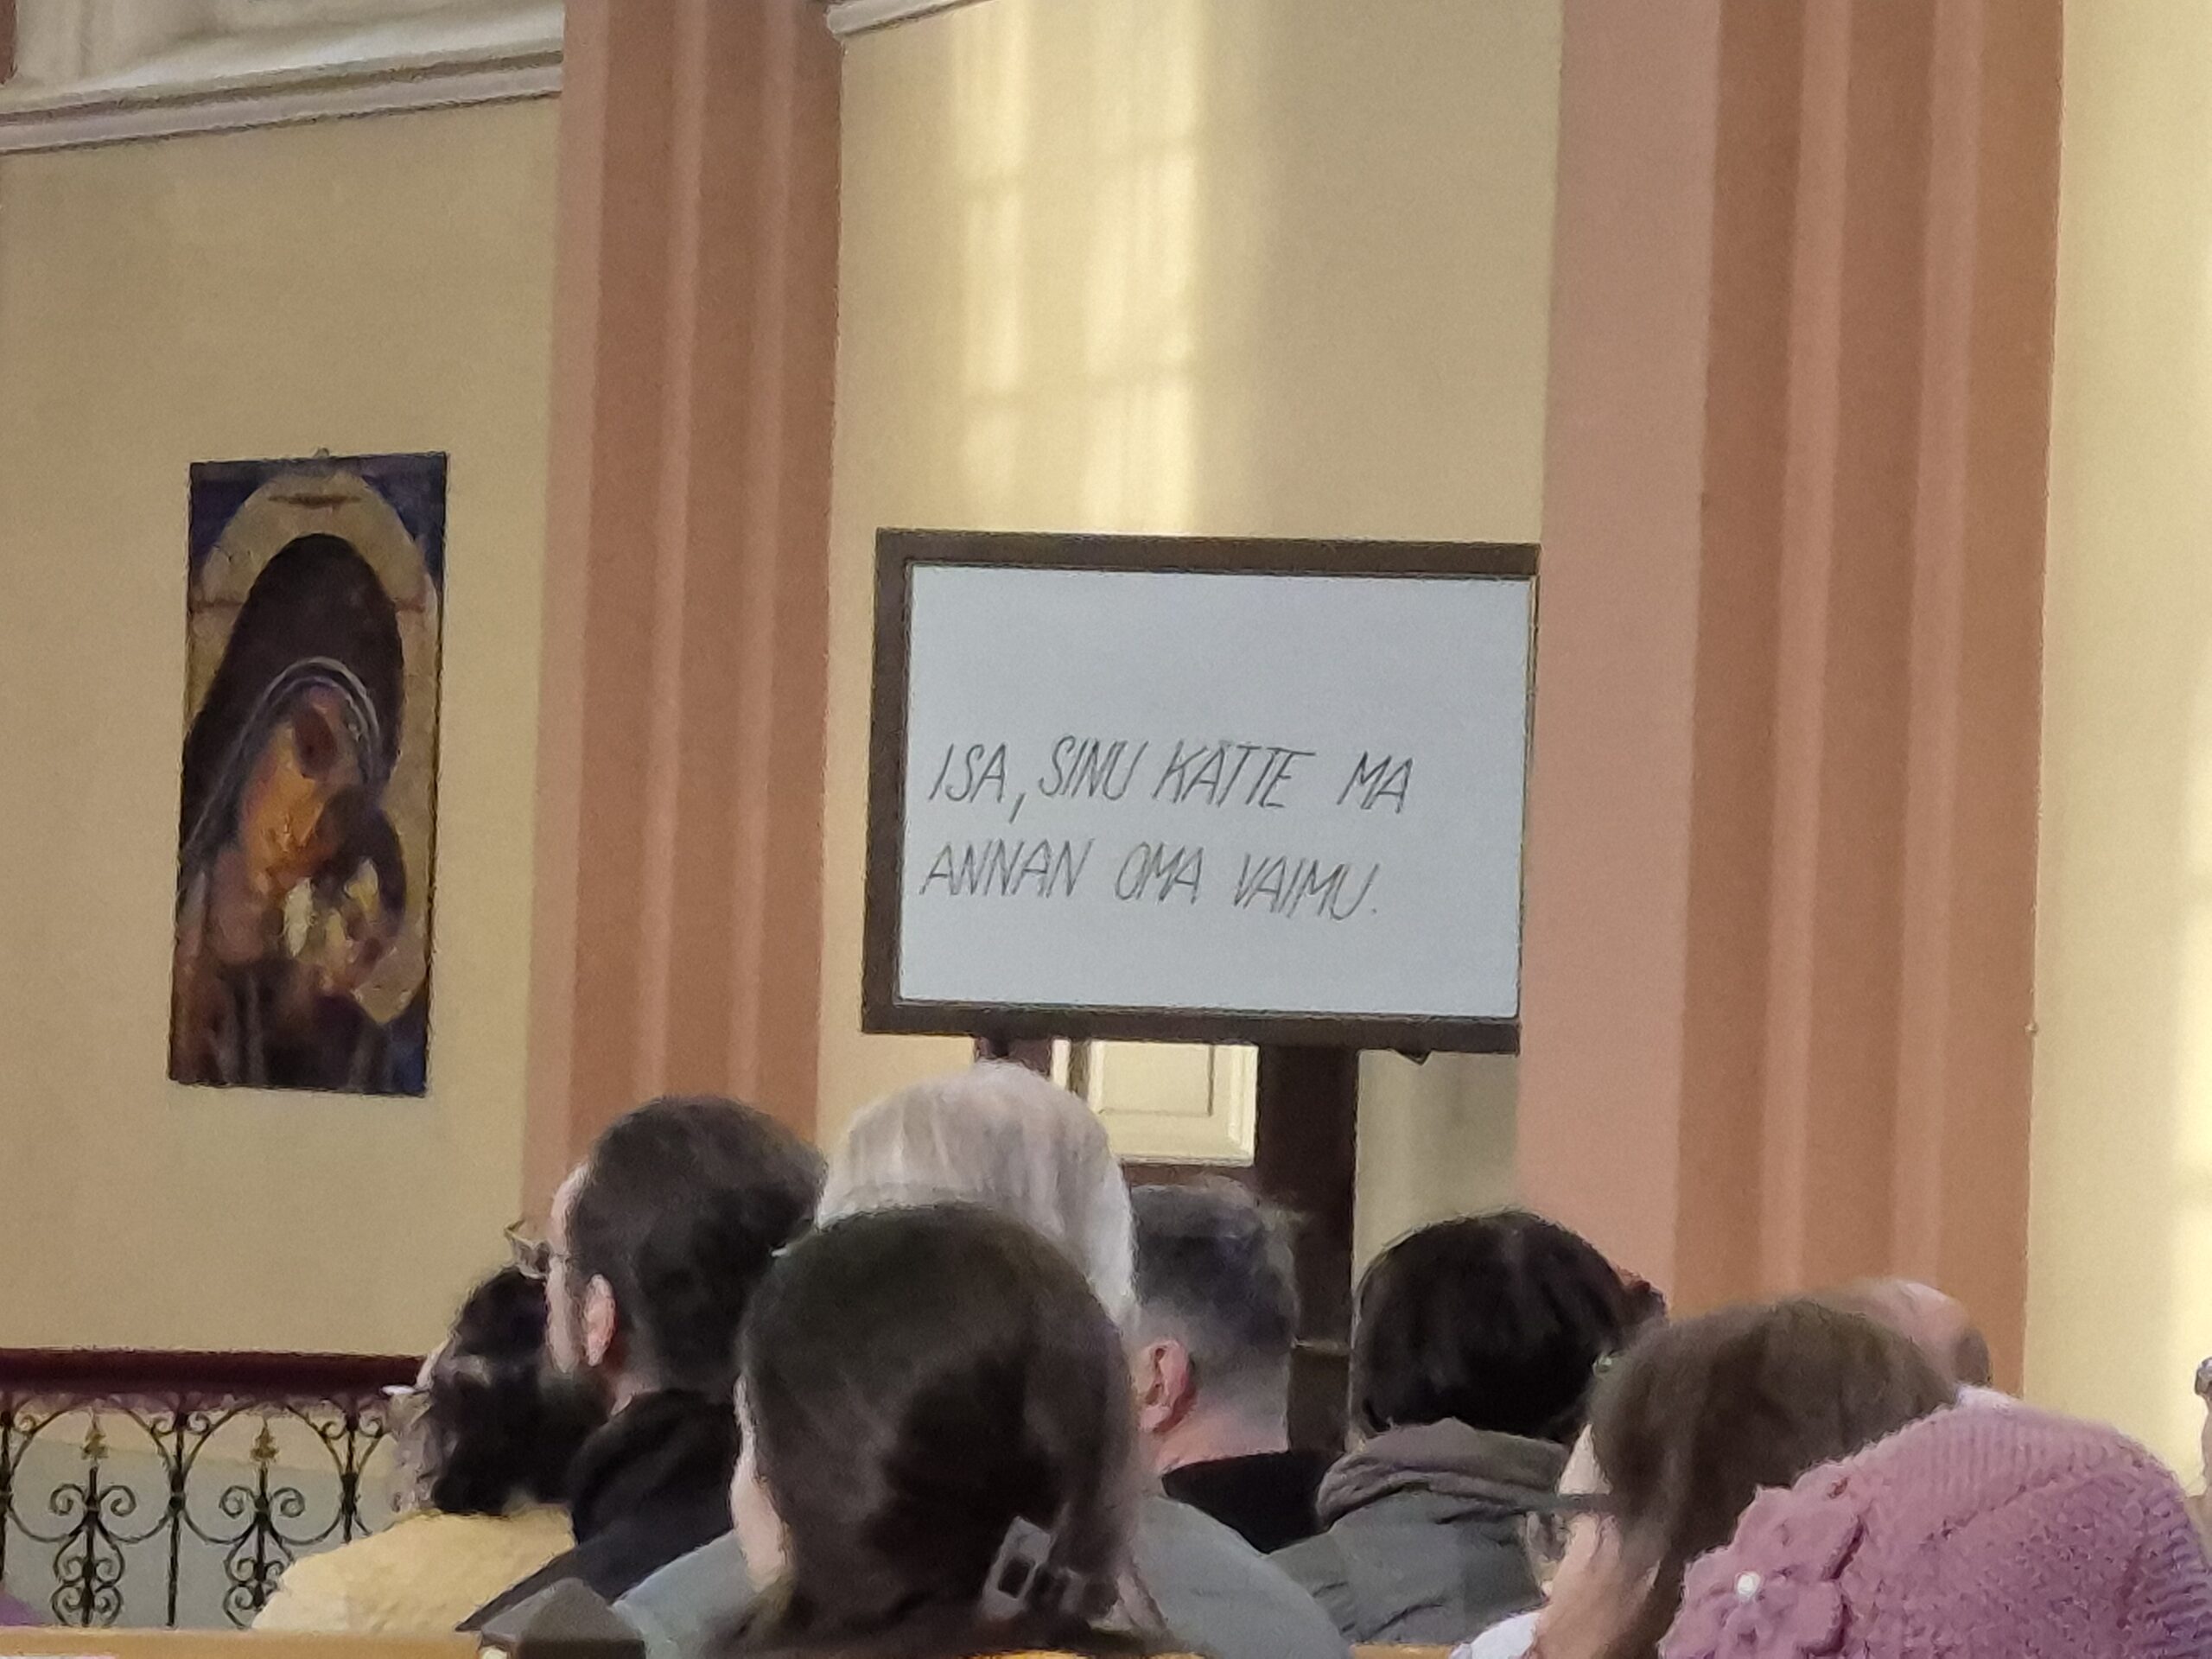 ISA, SINU KÄTTE MA
ANNAN OMA VAIMU.